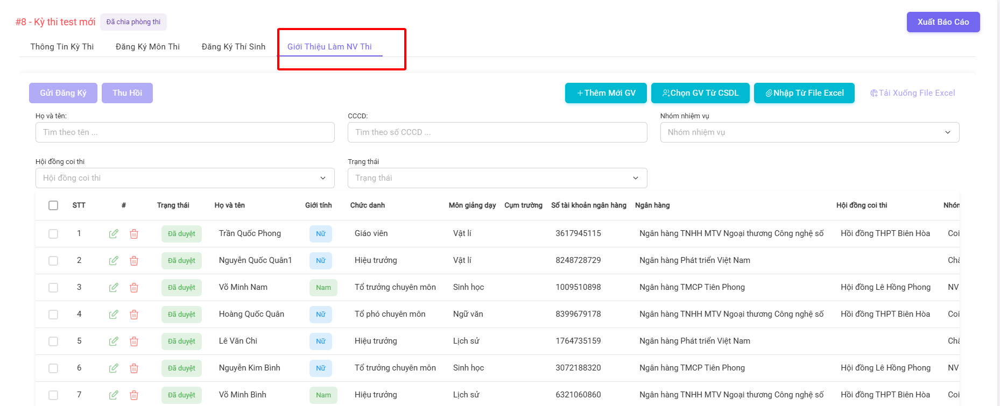 #8 - Kỳ thi test mới Đã chia phòng thi Xuất Báo Cáo
Thông Tin Kỳ Thi Đăng Ký Môn Thi Đăng Ký Thí Sinh Giới Thiệu Làm NV Thi
Gửi Đăng Ký Thu Hồi +Thêm Mới GV Chọn GV Từ CSDL Nhập Từ File Excel Tải Xuống File Excel
Họ và tên: CCCD: Nhóm nhiệm vụ
Tìm theo tên ... Tìm theo số CCCD ... Nhóm nhiệm vụ
Hội đồng coi thi Trạng thái
Hội đồng coi thi Trạng thái
STT # Trạng thái Họ và tên Giới tính Chức danh Môn giảng dạy Cụm trường Số tài khoản ngân hàng Ngân hàng Hội đồng coi thi Nhóm
1 Đã duyệt Trần Quốc Phong Nữ Giáo viên Vật lí 3617945115 Ngân hàng TNHH MTV Ngoại thương Công nghệ số Hồi đồng THPT Biên Hòa Coi
2 Đã duyệt Nguyễn Quốc Quân1 Nữ Hiệu trưởng Vật lí 8248728729 Ngân hàng Phát triển Việt Nam Chấ
3 Đã duyệt Võ Minh Nam Nam Tổ trưởng chuyên môn Sinh học 1009510898 Ngân hàng TMCP Tiên Phong Hội đồng Lê Hồng Phong NV
4 Đã duyệt Hoàng Quốc Quân Nữ Tổ phó chuyên môn Ngữ văn 8399679178 Ngân hàng TNHH MTV Ngoại thương Công nghệ số Hồi đồng THPT Biên Hòa Coi
5 Đã duyệt Lê Văn Chi Nữ Hiệu trưởng Lịch sử 1764735159 Ngân hàng Phát triển Việt Nam Chấ
6 Đã duyệt Nguyễn Kim Bình Nữ Tổ trưởng chuyên môn Sinh học 3072188320 Ngân hàng TMCP Tiên Phong Hội đồng Lê Hồng Phong NV
7 Đã duyệt Võ Minh Bình Nam Hiệu trưởng Lịch sử 6321060860 Ngân hàng TNHH MTV Ngoại thương Công nghệ số Hồi đồng THPT Biên Hòa Coi